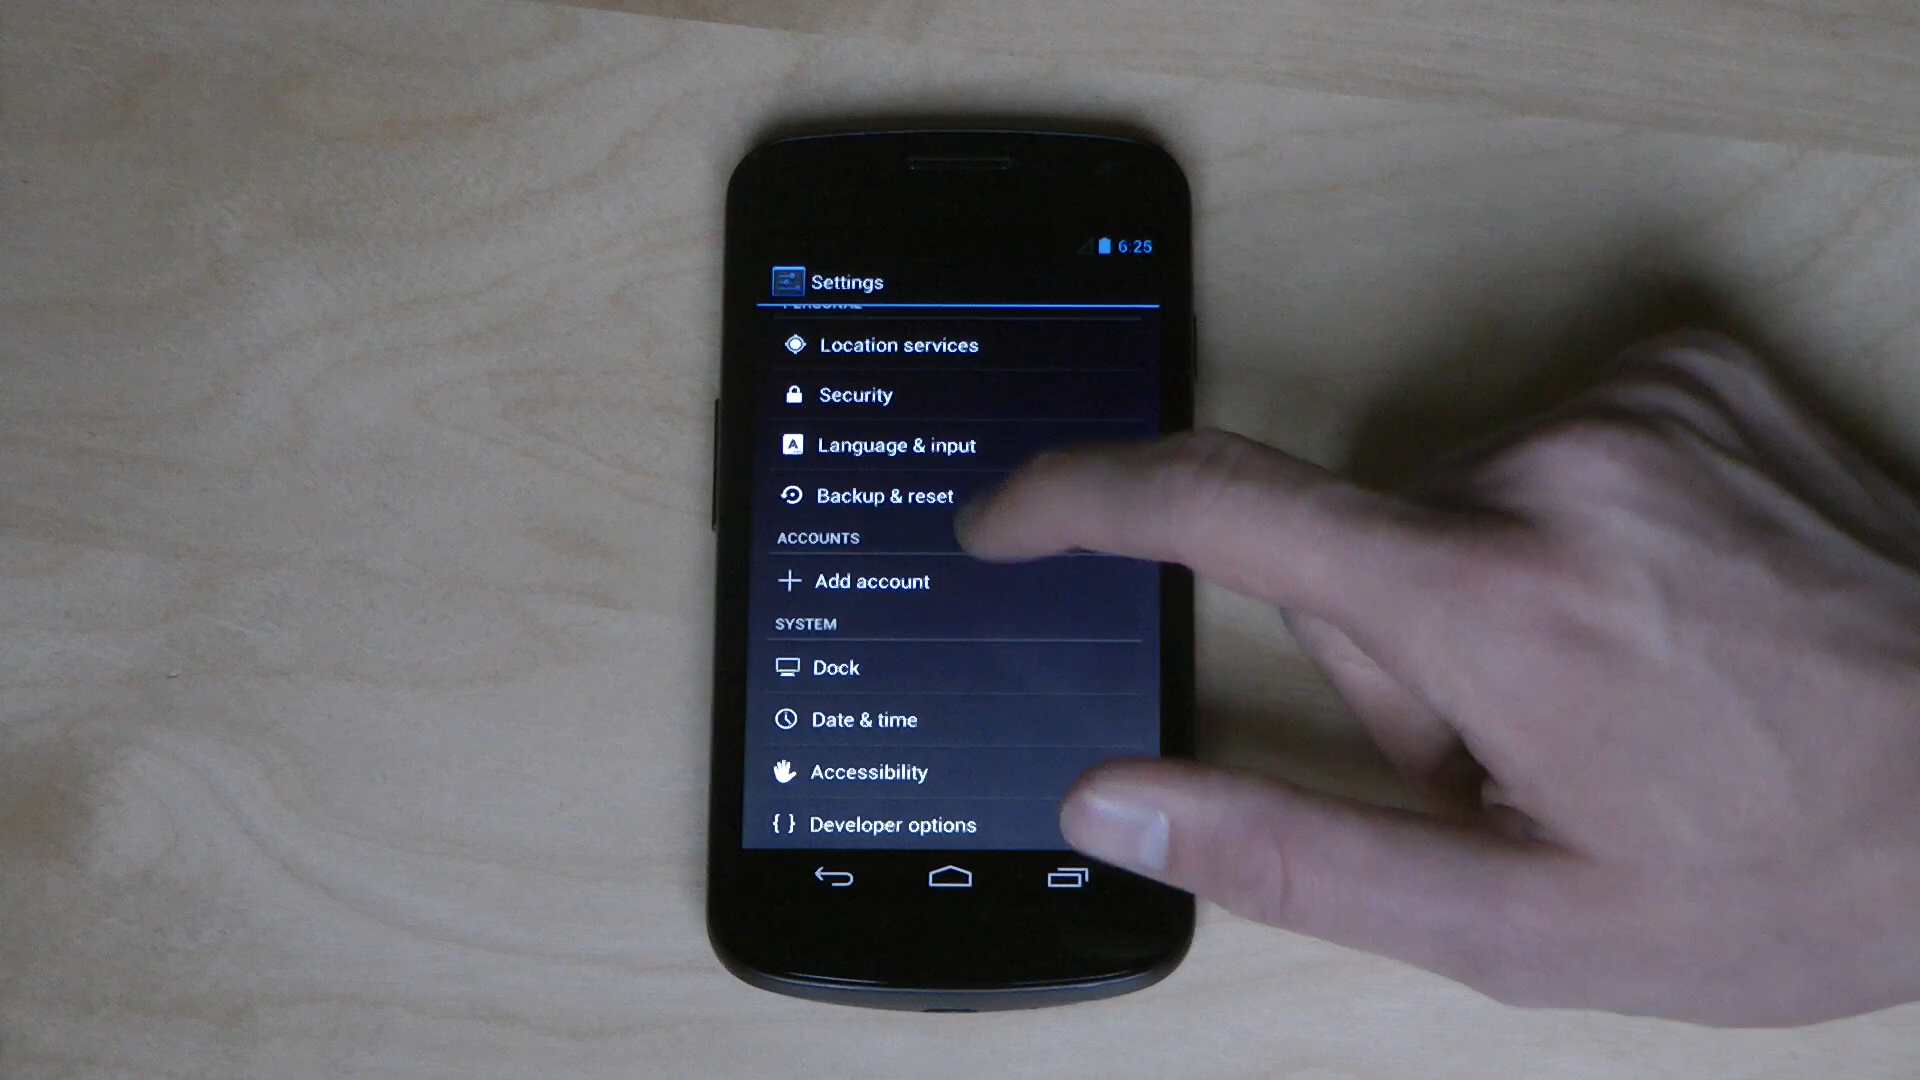 6:25
Settings
PERSONAL
Location services
Security
A
Language & input
Backup & reset
ACCOUNTS
Add account
SYSTEM
Dock
Date & time
Accessibility
{ } Developer options